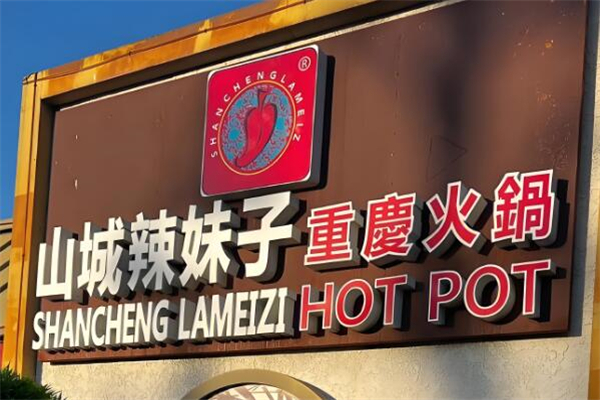 SHANCHENGLAMEIZ
®
山城辣妹子 重慶火鍋
SHANCHENG LAMEIZI HOT POT